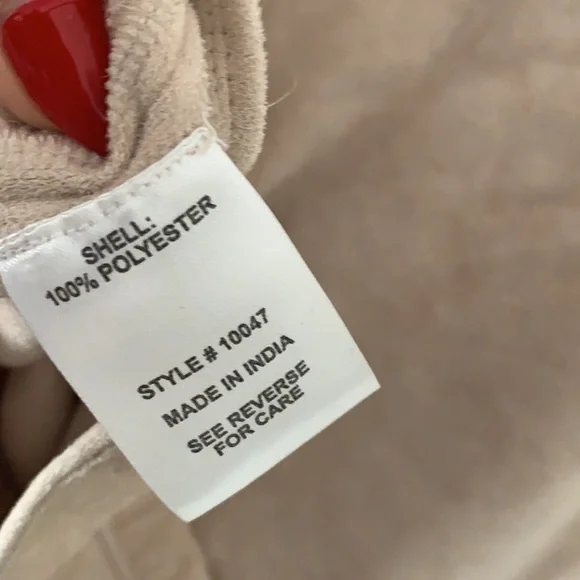 SHELL:
100% POLYESTER
STYLE # 10047
MADE IN INDIA
SEE REVERSE
FOR CARE